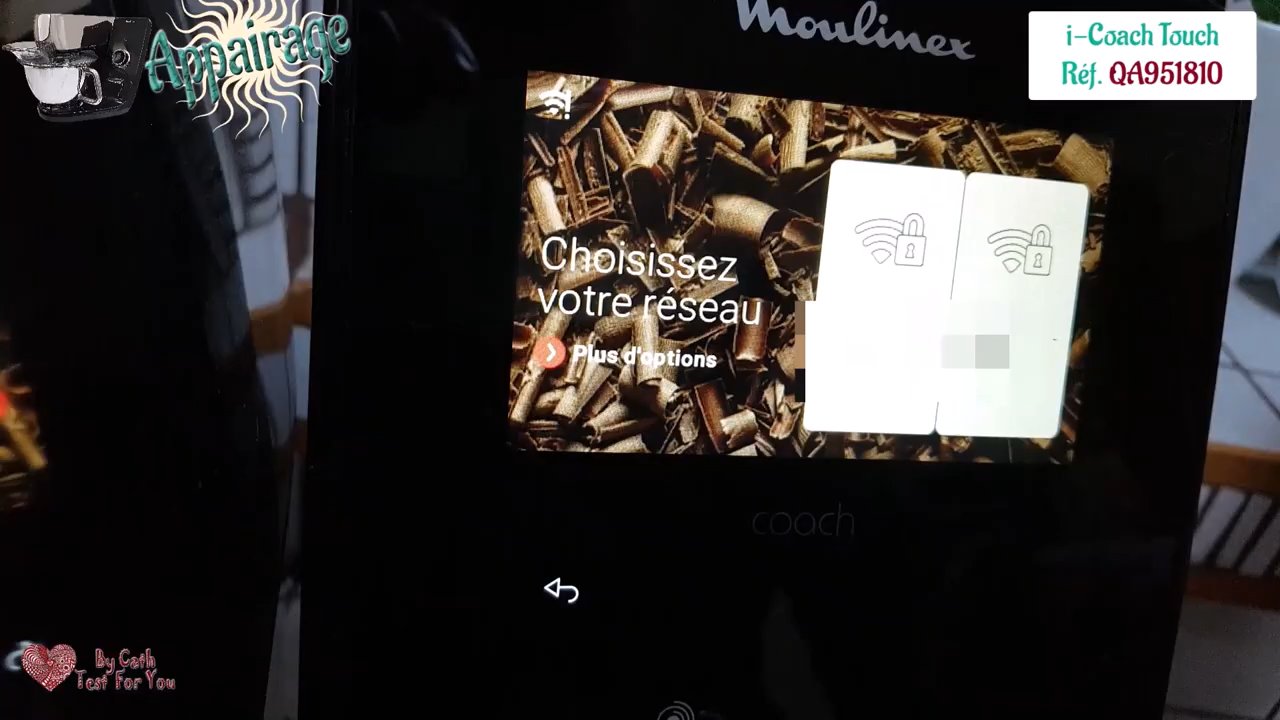 Appairage
Moulinex
i-Coach Touch
Réf. QA951810
Choisissez
votre réseau
Plus d'options
coach
By Cath
Test For You